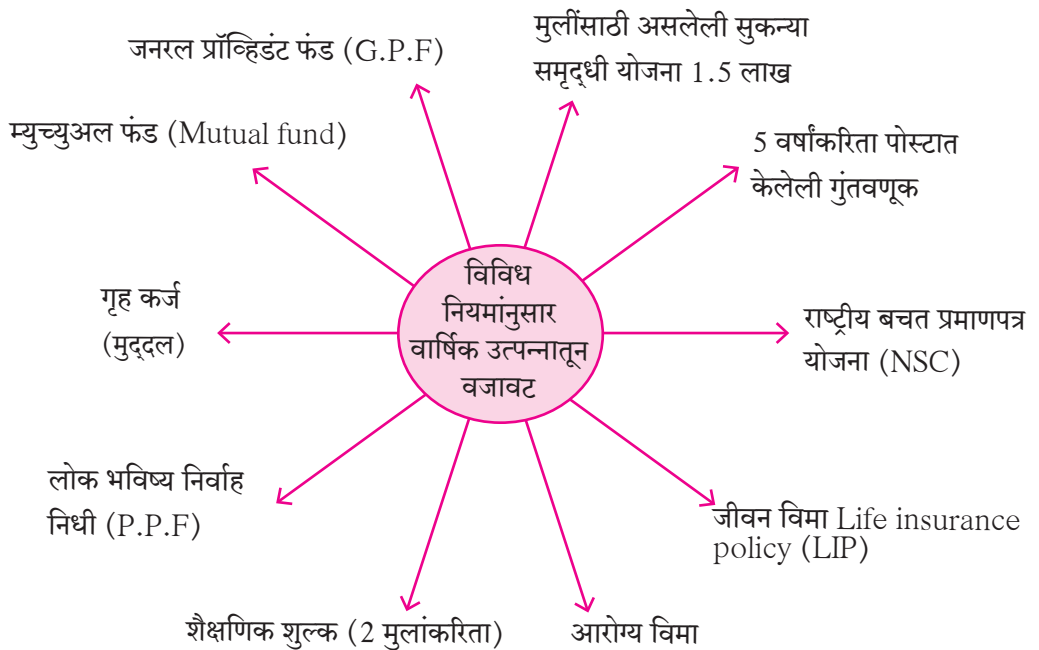 जनरल प्रॉव्हिडंट फंड (G.P.F)
मुलींसाठी असलेली सुकन्या
समृद्‌धी योजना 1.5 लाख
म्युच्युअल फंड (Mutual fund)
5 वर्षांकरिता पोस्टात
केलेली गुंतवणूक
विविध
नियमांनुसार
वार्षिक उत्पन्नातून
वजावट
गृह कर्ज
(मुद्‌दल)
राष्ट्रीय बचत प्रमाणपत्र
योजना (NSC)
लोक भविष्य निर्वाह
निधी (P.P.F)
जीवन विमा Life insurance
policy (LIP)
शैक्षणिक शुल्क (2 मुलांकरिता)
आरोग्य विमा